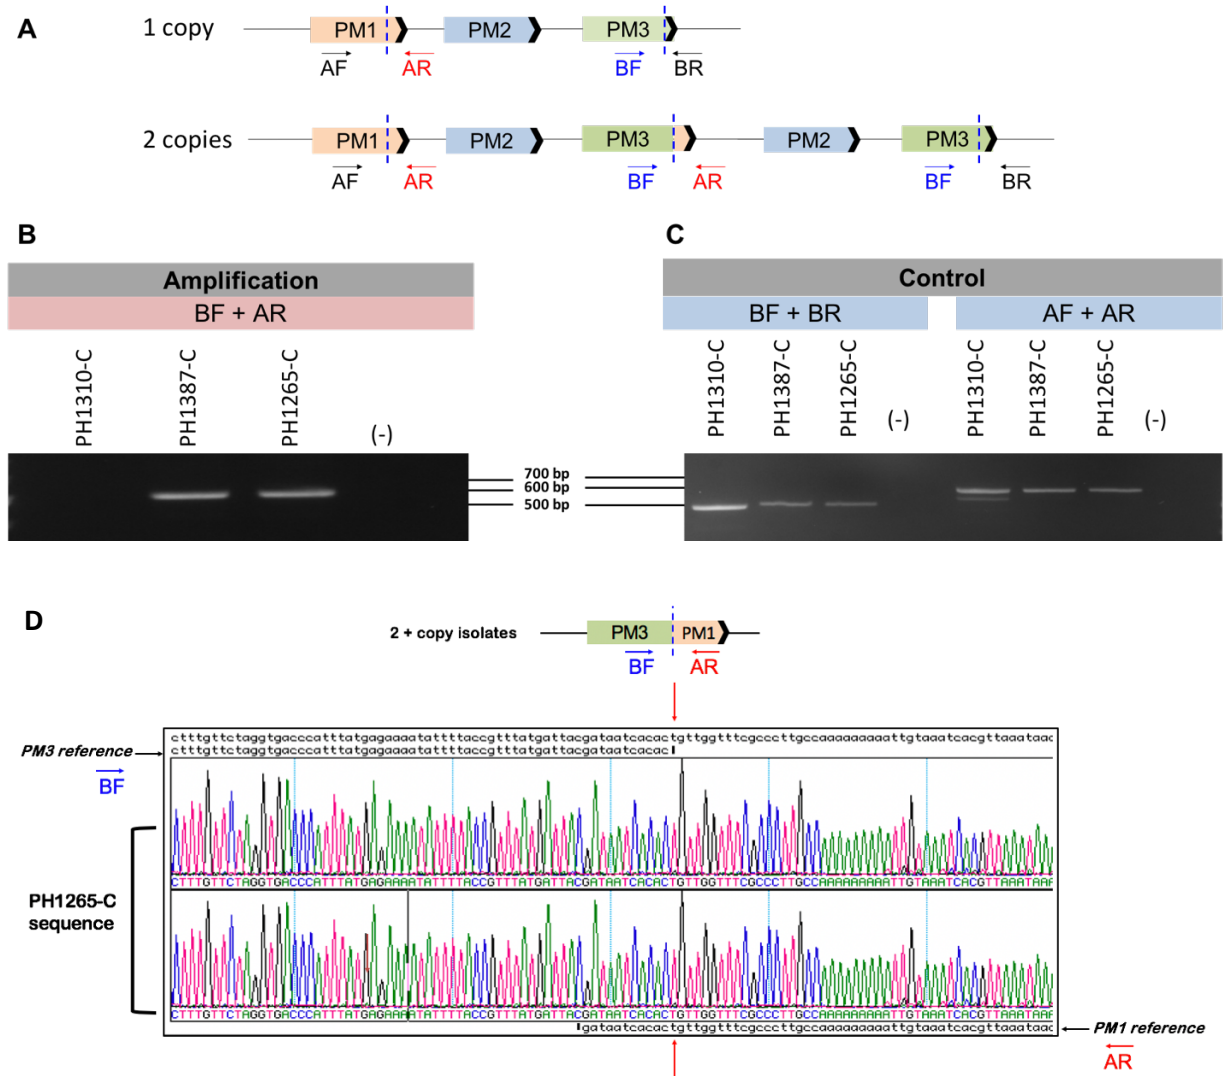 A
1 copy
PM1 PM2 PM3
AF AR BF BR
2 copies
PM1 PM2 PM3 PM2 PM3
AF AR BF AR BF BR
B
Amplification
BF + AR
PH1310-C PH1387-C PH1265-C (-)
C
Control
BF + BR AF + AR
PH1310-C PH1387-C PH1265-C (-) PH1310-C PH1387-C PH1265-C (-)
700 bp
600 bp
500 bp
D
2 + copy isolates
PM3 PM1
BF AR
ctttgttctaggtgacccatttatgagaaaatattttaccgtttatgattacgataatcacactgttggtttcgcccttgccaaaaaaaaaattgtaaatcacgttaaataac
PM3 reference
ctttgttctaggtgacccatttatgagaaaatattttaccgtttatgattacgataatcacac
BF
CTTTGTTCTAGGTGACCCATTTATGAGAAAATATTTTACCGTTTATGATTACGATAATCACACTGTTGGTTTCGCCCTTGCCAAAAAAAAAATTGTAAATCACGTTAAATAAA
PH1265-C
sequence
CTTTGTTCTAGGTGACCCATTTATGAGAAAATATTTTACCGTTTATGATTACGATAATCACACTGTTGGTTTCGCCCTTGCCAAAAAAAAAATTGTAAATCACGTTAAATAAA
gataatcacactgttggtttcgcccttgccaaaaaaaaaattgtaaatcacgttaaataac
PM1 reference
AR